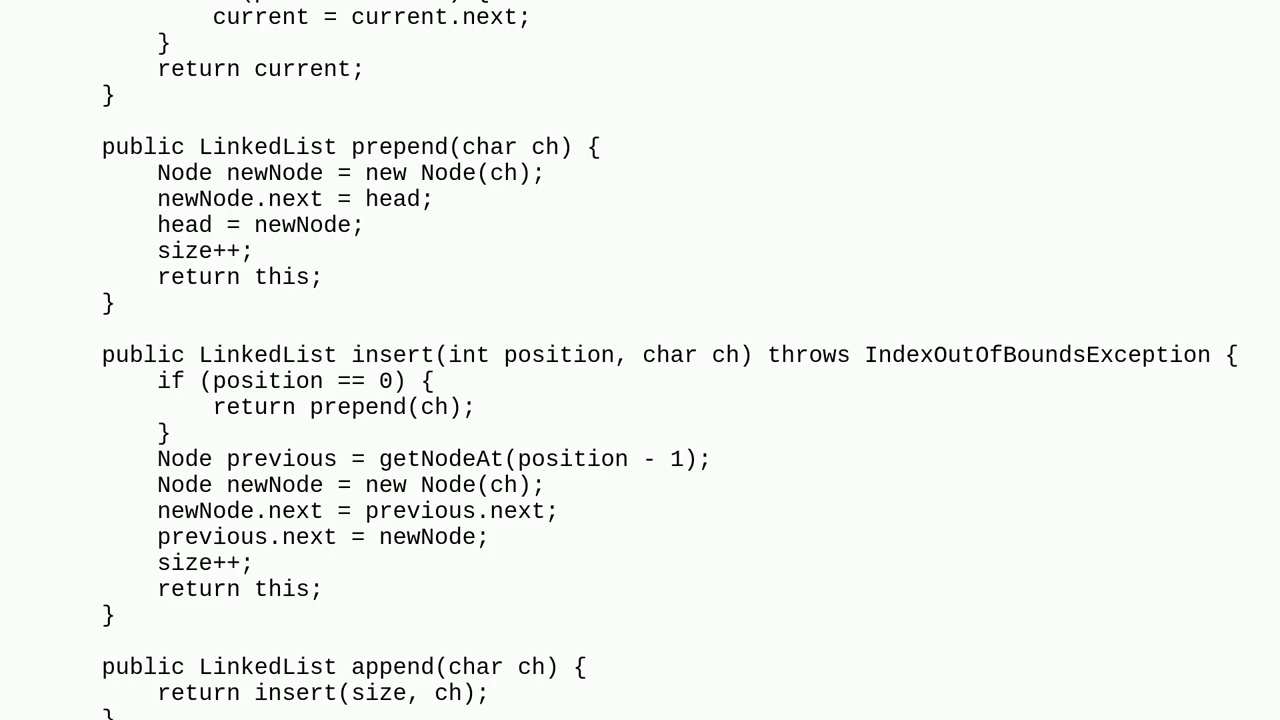 current = current.next;
}
return current;
}
public LinkedList prepend(char ch) {
Node newNode = new Node(ch);
newNode.next = head;
head = newNode;
size++;
return this;
}
public LinkedList insert(int position, char ch) throws IndexOutOfBoundsException {
if (position == 0) {
return prepend(ch);
}
Node previous = getNodeAt(position - 1);
Node newNode = new Node(ch);
newNode.next = previous.next;
previous.next = newNode;
size++;
return this;
}
public LinkedList append(char ch) {
return insert(size, ch);
}